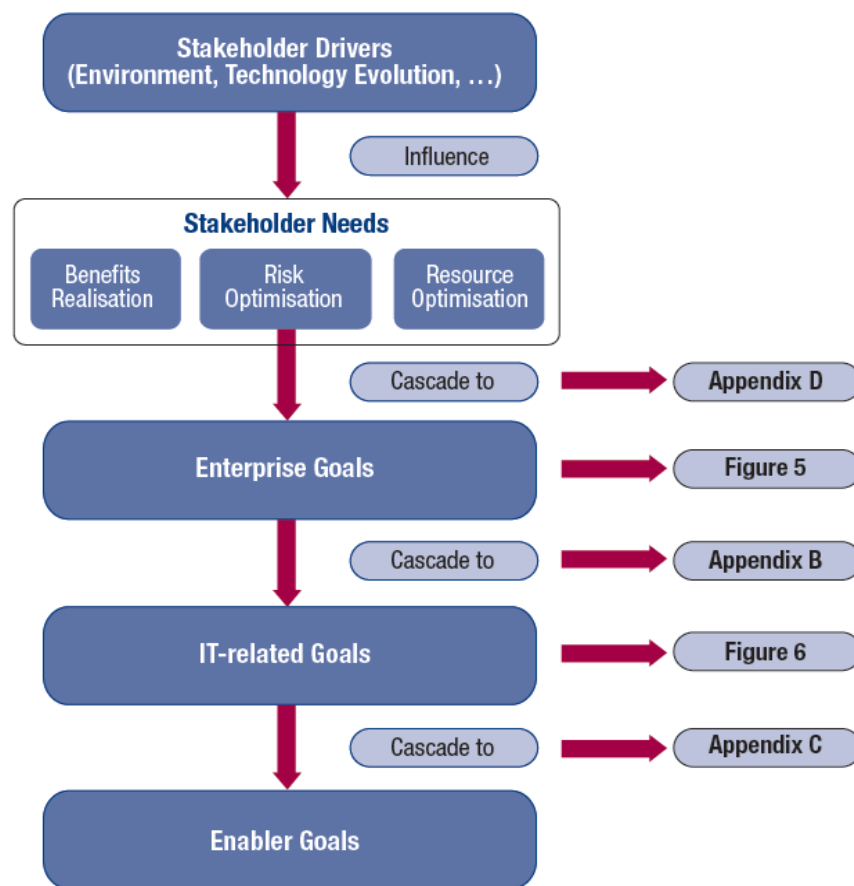 Stakeholder Drivers
(Environment, Technology Evolution, …)
Influence
Stakeholder Needs
Benefits
Realisation
Risk
Optimisation
Resource
Optimisation
Cascade to
Appendix D
Enterprise Goals
Figure 5
Cascade to
Appendix B
IT-related Goals
Figure 6
Cascade to
Appendix C
Enabler Goals